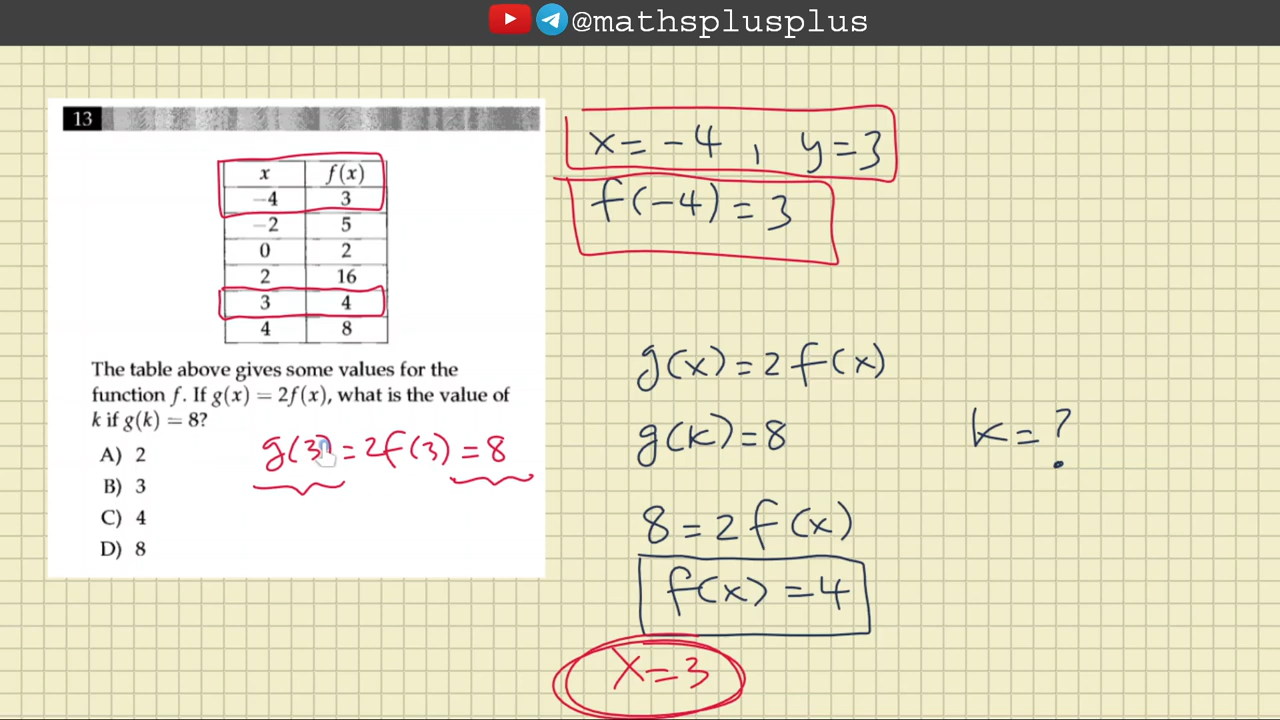 @mathsplusplus
13
x f(x)
−4 3
−2 5
0 2
2 16
3 4
4 8
The table above gives some values for the
function f. If g(x) = 2f(x), what is the value of
k if g(k) = 8?
A) 2
B) 3
C) 4
D) 8
g(3) = 2f(3) = 8
x = -4 , y = 3
f(-4) = 3
g(x) = 2 f(x)
g(k) = 8
k = ?
8 = 2 f(x)
f(x) = 4
x = 3